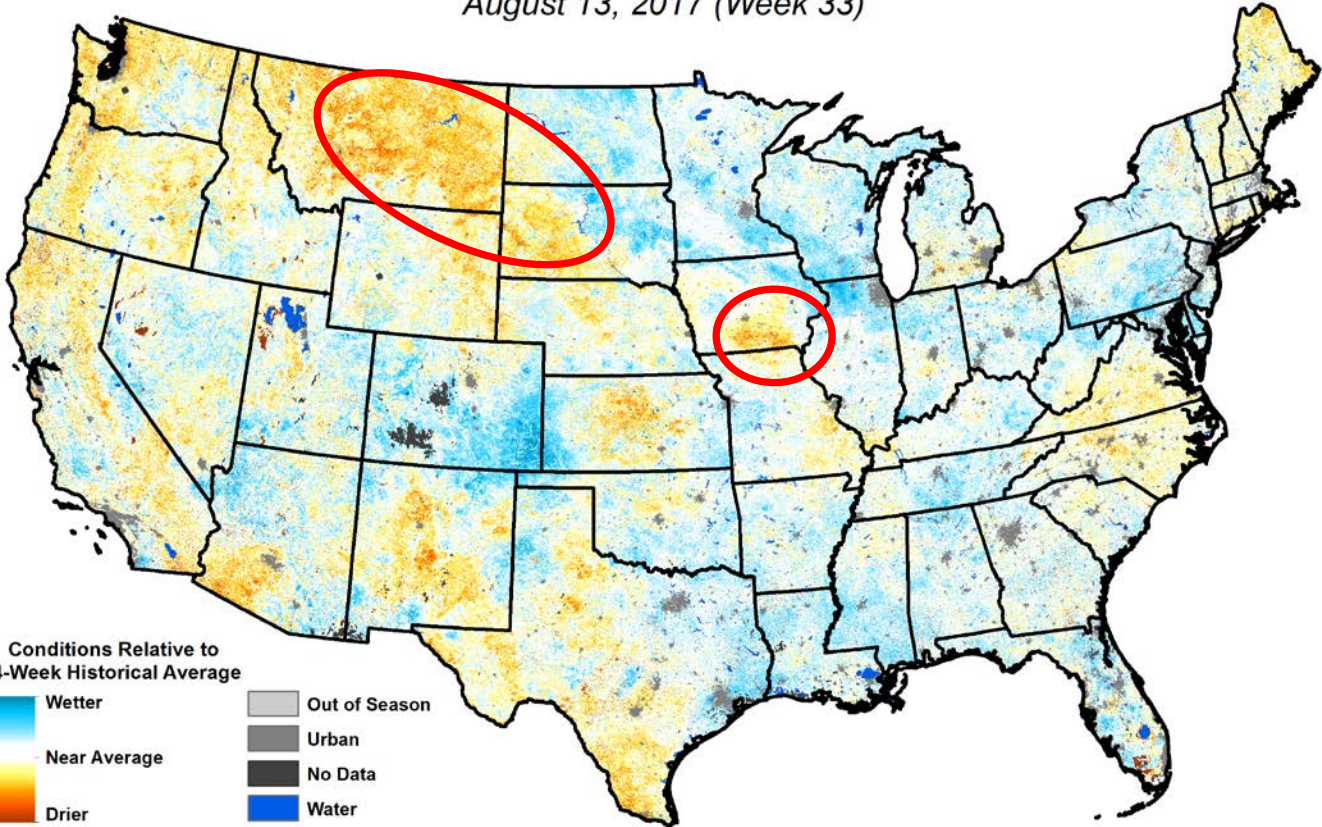 August 13, 2017 (Week 33)
Conditions Relative to
4-Week Historical Average
Wetter
Near Average
Drier
Out of Season
Urban
No Data
Water